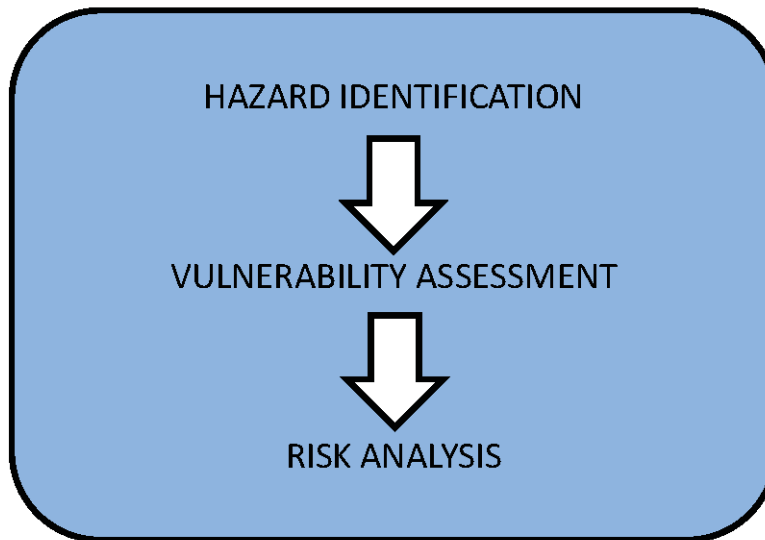 HAZARD IDENTIFICATION
VULNERABILITY ASSESSMENT
RISK ANALYSIS